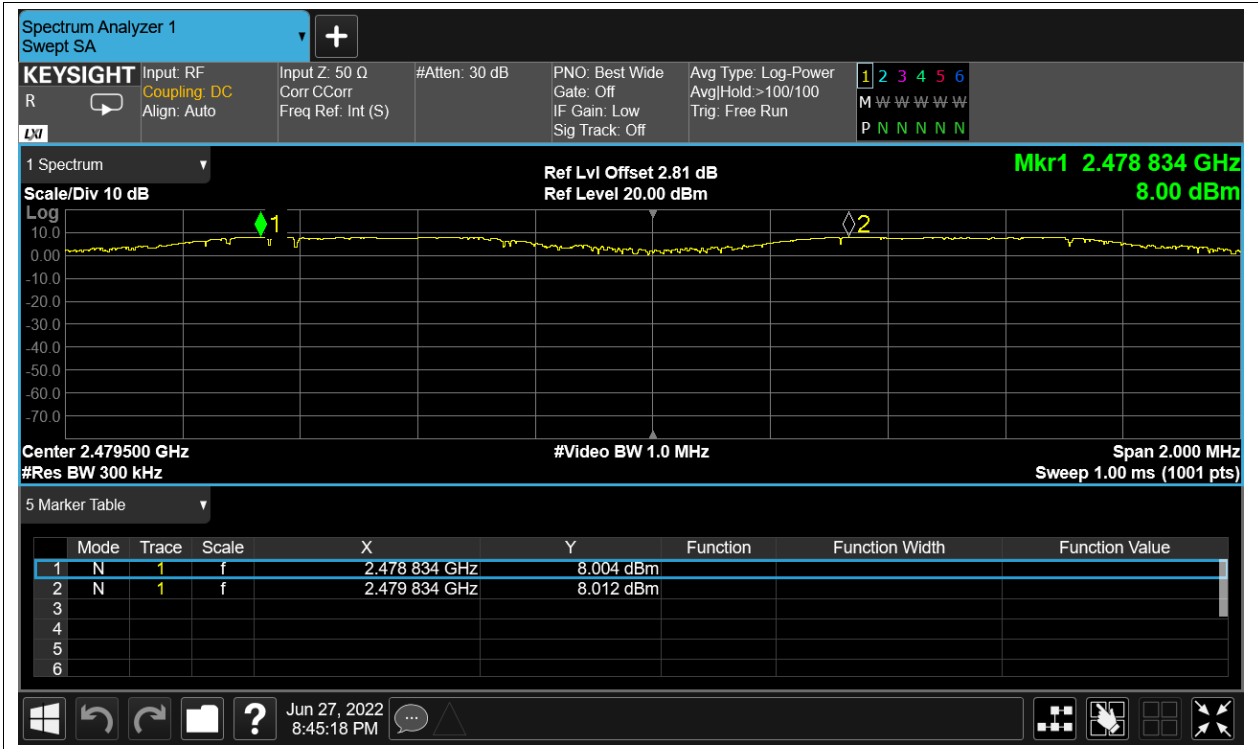 Spectrum Analyzer 1
Swept SA
KEYSIGHT
R
LXI
Input: RF
Coupling: DC
Align: Auto
Input Z: 50 Ω
Corr CCorr
Freq Ref: Int (S)
#Atten: 30 dB
PNO: Best Wide
Gate: Off
IF Gain: Low
Sig Track: Off
Avg Type: Log-Power
Avg|Hold:>100/100
Trig: Free Run
1 2 3 4 5 6
M W W W W W
P N N N N N
1 Spectrum
Scale/Div 10 dB
Ref Lvl Offset 2.81 dB
Ref Level 20.00 dBm
Mkr1 2.478 834 GHz
8.00 dBm
Log
10.0
0.00
-10.0
-20.0
-30.0
-40.0
-50.0
-60.0
-70.0
1
2
Center 2.479500 GHz
#Res BW 300 kHz
#Video BW 1.0 MHz
Span 2.000 MHz
Sweep 1.00 ms (1001 pts)
5 Marker Table
Mode Trace Scale X Y Function Function Width Function Value
1 N 1 f 2.478 834 GHz 8.004 dBm
2 N 1 f 2.479 834 GHz 8.012 dBm
3
4
5
6
?
Jun 27, 2022
8:45:18 PM